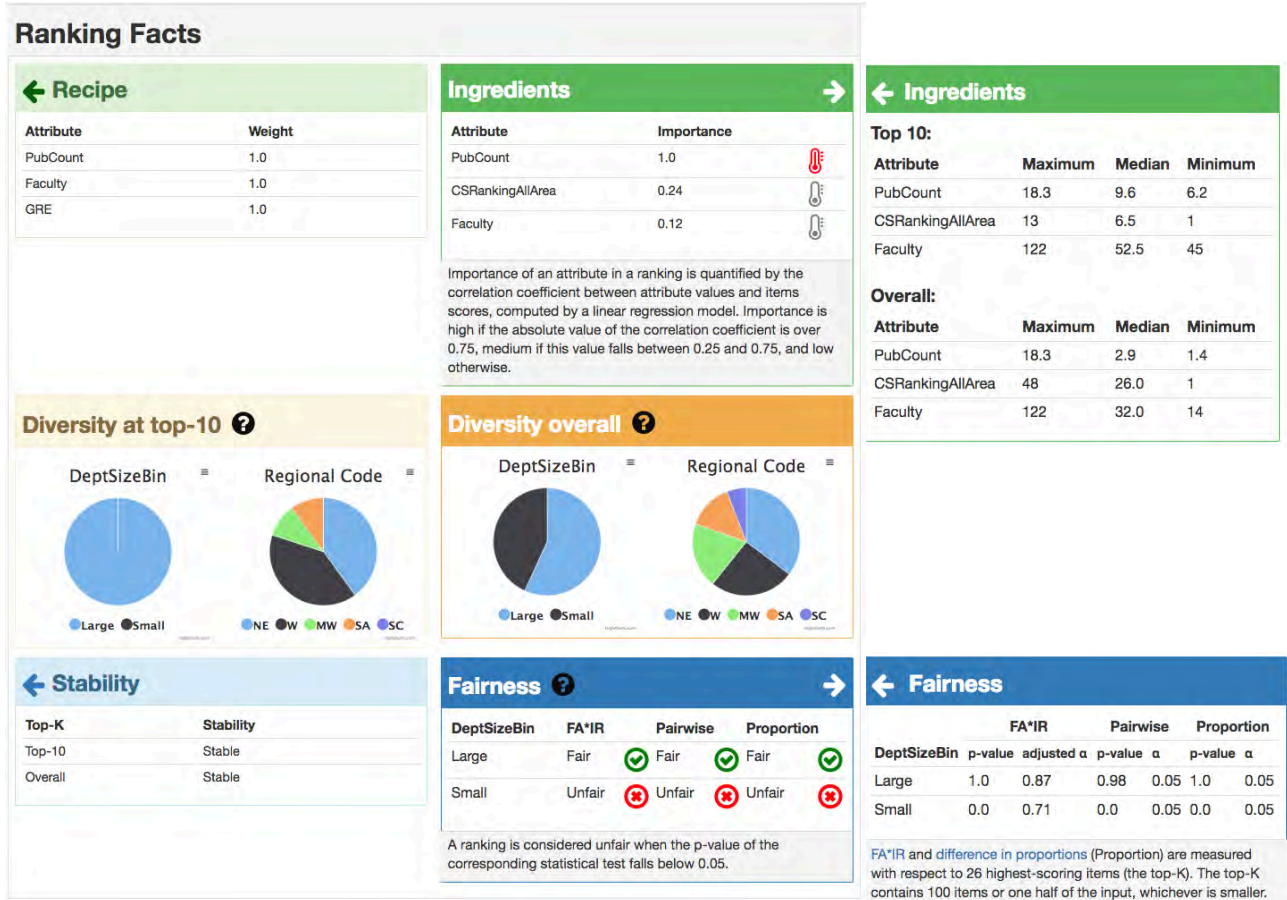 Ranking Facts
Recipe
Attribute Weight
PubCount 1.0
Faculty 1.0
GRE 1.0
Ingredients
Attribute Importance
PubCount 1.0
CSRankingAllArea 0.24
Faculty 0.12
Importance of an attribute in a ranking is quantified by the
correlation coefficient between attribute values and items
scores, computed by a linear regression model. Importance is
high if the absolute value of the correlation coefficient is over
0.75, medium if this value falls between 0.25 and 0.75, and low
otherwise.
Ingredients
Top 10:
Attribute Maximum Median Minimum
PubCount 18.3 9.6 6.2
CSRankingAllArea 13 6.5 1
Faculty 122 52.5 45
Overall:
Attribute Maximum Median Minimum
PubCount 18.3 2.9 1.4
CSRankingAllArea 48 26.0 1
Faculty 122 32.0 14
Diversity at top-10 ?
DeptSizeBin Regional Code
Large Small NE W MW SA SC
Diversity overall ?
DeptSizeBin Regional Code
Large Small NE W MW SA SC
Stability
Top-K Stability
Top-10 Stable
Overall Stable
Fairness ?
DeptSizeBin FA*IR Pairwise Proportion
Large Fair Fair Fair
Small Unfair Unfair Unfair
A ranking is considered unfair when the p-value of the
corresponding statistical test falls below 0.05.
Fairness
FA*IR Pairwise Proportion
DeptSizeBin p-value adjusted α p-value α p-value α
Large 1.0 0.87 0.98 0.05 1.0 0.05
Small 0.0 0.71 0.0 0.05 0.0 0.05
FA*IR and difference in proportions (Proportion) are measured
with respect to 26 highest-scoring items (the top-K). The top-K
contains 100 items or one half of the input, whichever is smaller.